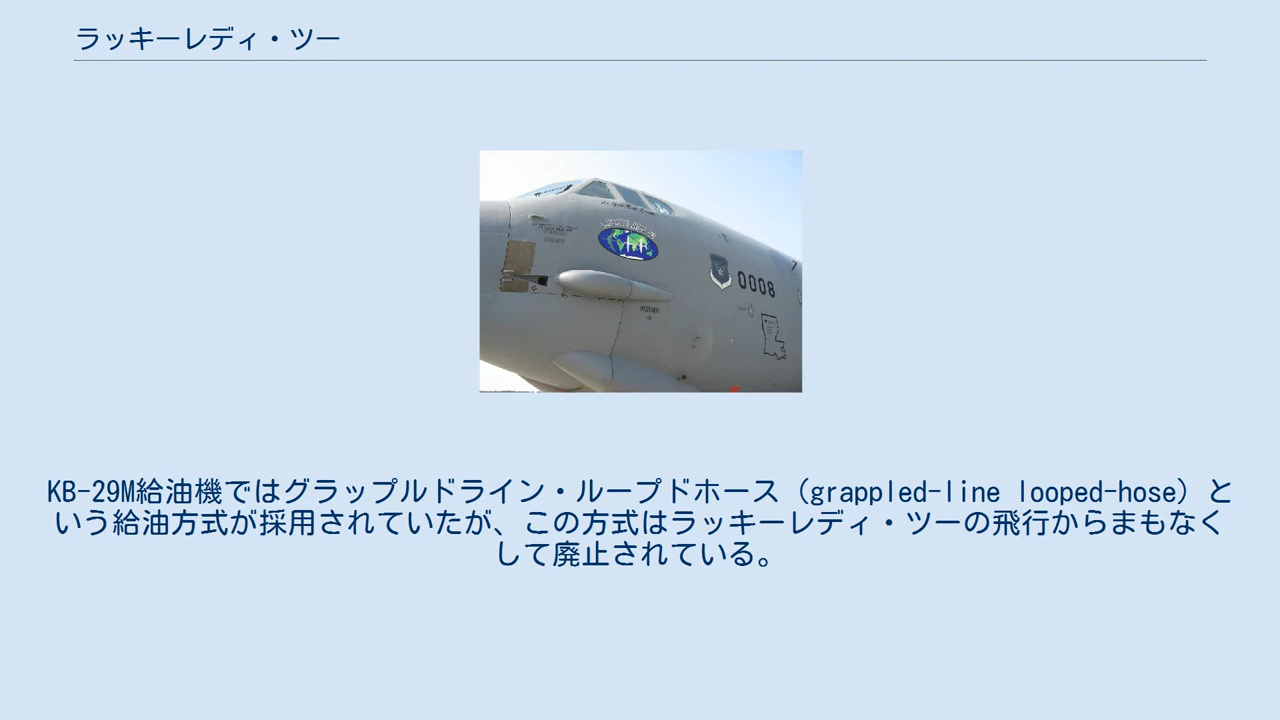 ラッキーレディ・ツー
0008
KB-29M給油機ではグラップルドライン・ループドホース（grappled-line looped-hose）と
いう給油方式が採用されていたが、この方式はラッキーレディ・ツーの飛行からまもなく
して廃止されている。